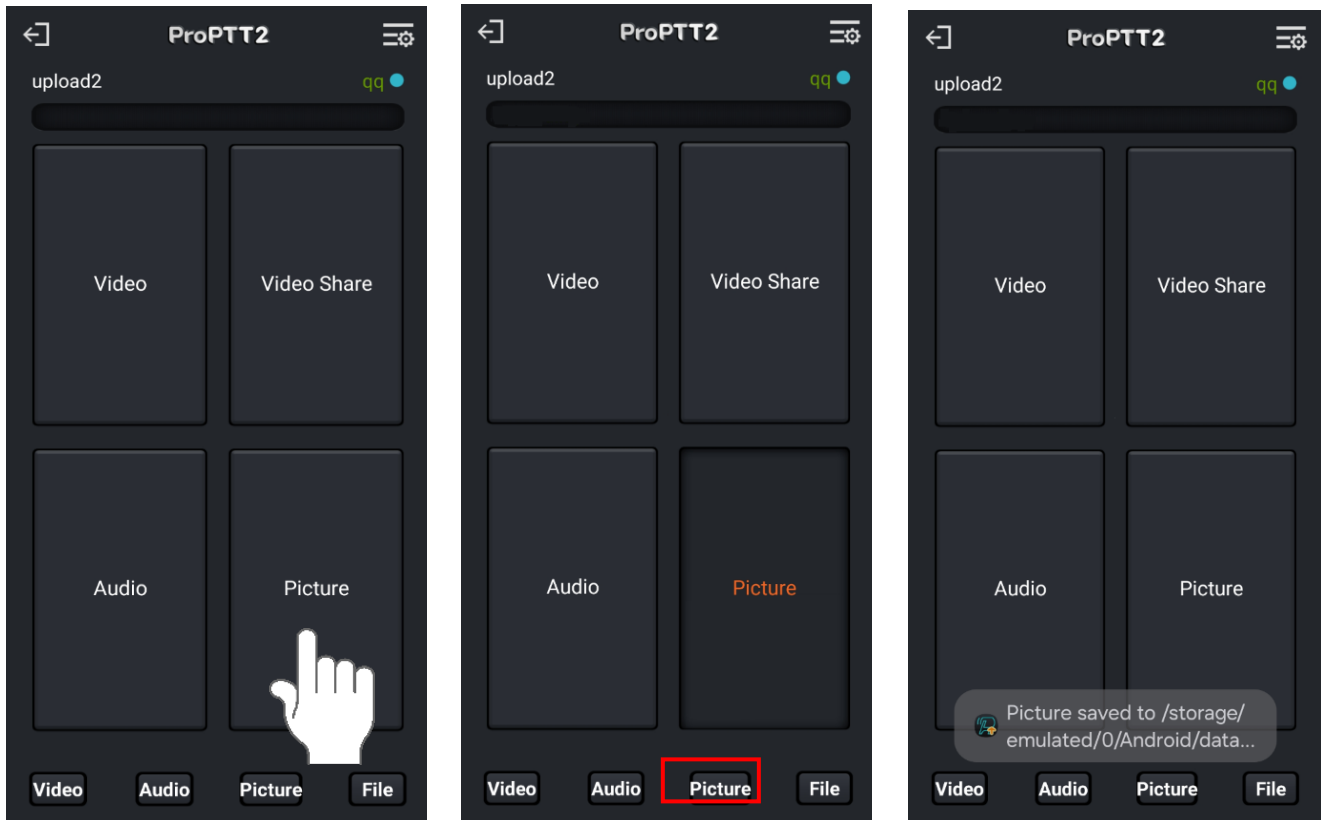 ProPTT2
upload2 qq
Video Video Share
Audio Picture
Video Audio Picture File
ProPTT2
upload2 qq
Video Video Share
Audio Picture
Video Audio Picture File
ProPTT2
upload2 qq
Video Video Share
Audio Picture
Picture saved to /storage/
emulated/0/Android/data...
Video Audio Picture File